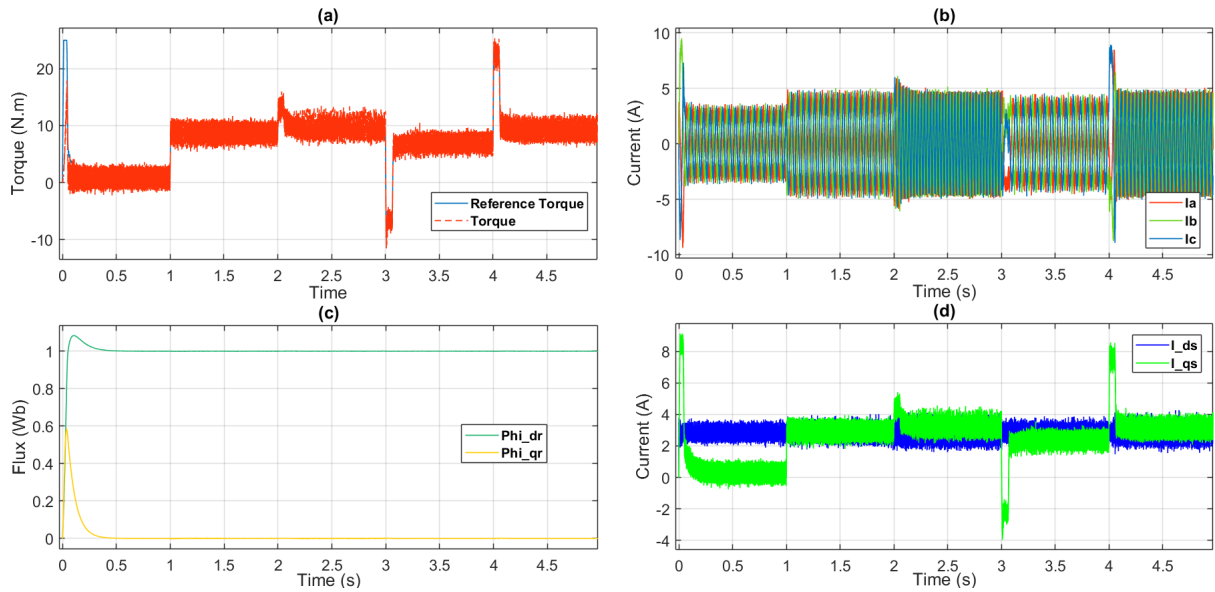 (a)
Torque (N.m)
20
10
0
-10
Reference Torque
Torque
0 0.5 1 1.5 2 2.5 3 3.5 4 4.5
Time
(b)
Current (A)
10
5
0
-5
-10
Ia
Ib
Ic
0 0.5 1 1.5 2 2.5 3 3.5 4 4.5
Time (s)
(c)
Flux (Wb)
1
0.8
0.6
0.4
0.2
0
Phi_dr
Phi_qr
0 0.5 1 1.5 2 2.5 3 3.5 4 4.5
Time (s)
(d)
Current (A)
8
6
4
2
0
-2
-4
I_ds
I_qs
0 0.5 1 1.5 2 2.5 3 3.5 4 4.5
Time (s)